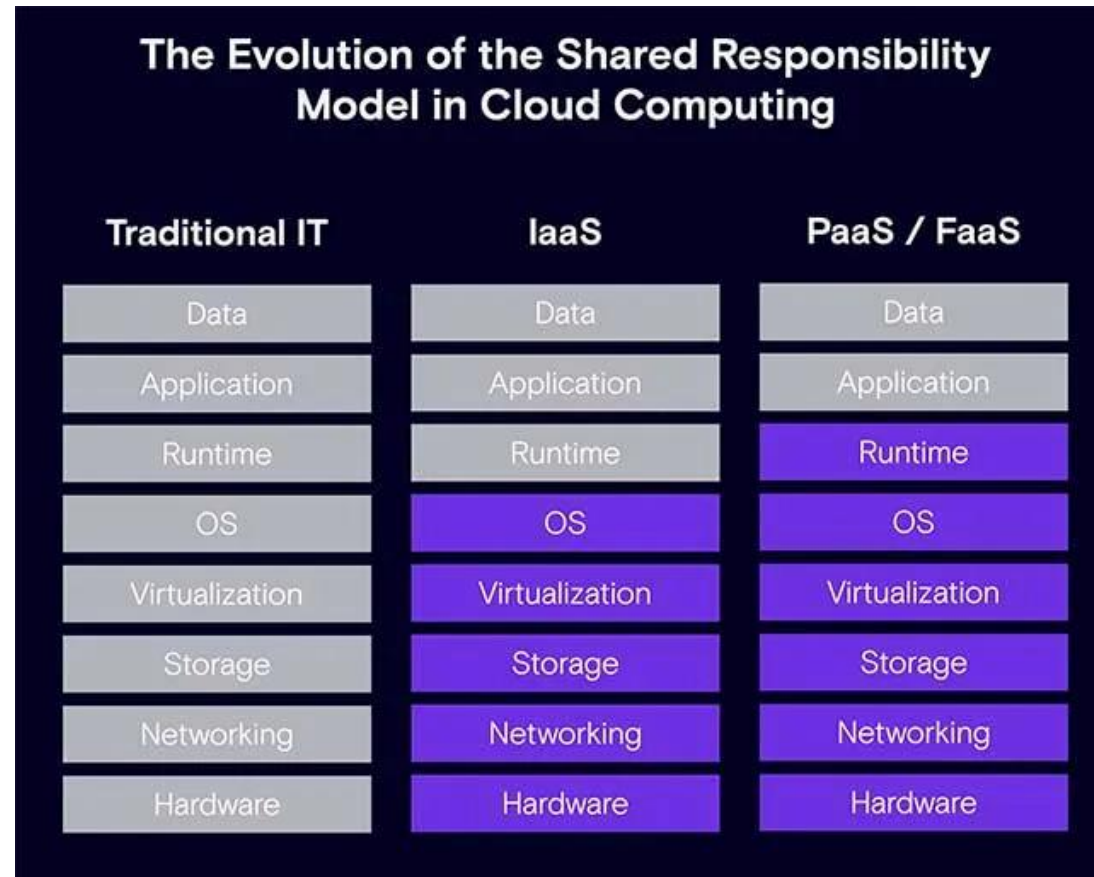 The Evolution of the Shared Responsibility
Model in Cloud Computing
Traditional IT
Data
Application
Runtime
OS
Virtualization
Storage
Networking
Hardware
IaaS
Data
Application
Runtime
OS
Virtualization
Storage
Networking
Hardware
PaaS / FaaS
Data
Application
Runtime
OS
Virtualization
Storage
Networking
Hardware